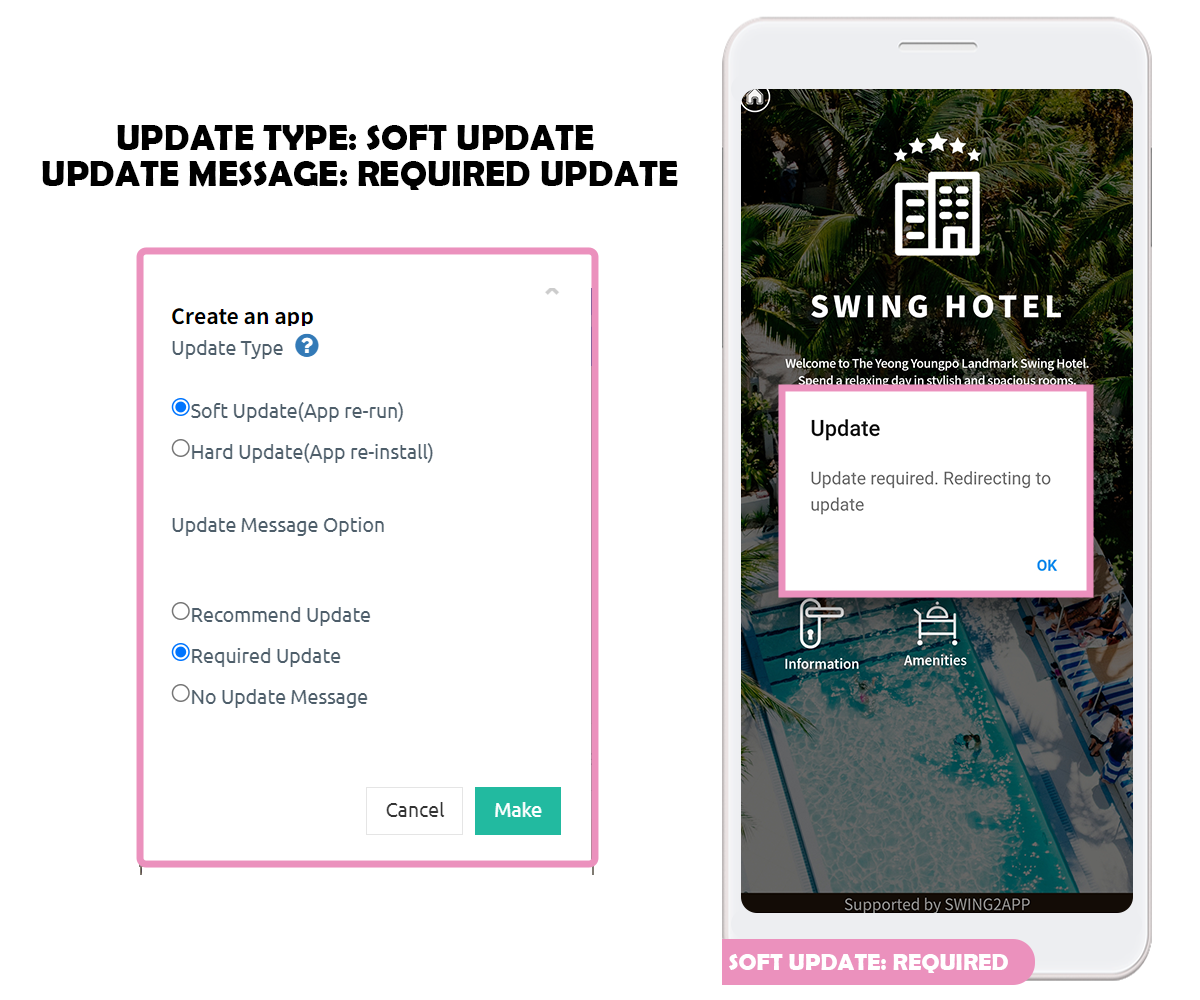 UPDATE TYPE: SOFT UPDATE
UPDATE MESSAGE: REQUIRED UPDATE
Create an app
Update Type ?
Soft Update(App re-run)
Hard Update(App re-install)
Update Message Option
Recommend Update
Required Update
No Update Message
Cancel Make
SWING HOTEL
Welcome to The Yeong Youngpo Landmark Swing Hotel.
Spend a relaxing day in stylish and spacious rooms.
Update
Update required. Redirecting to
update
OK
Information Amenities
Supported by SWING2APP
SOFT UPDATE: REQUIRED